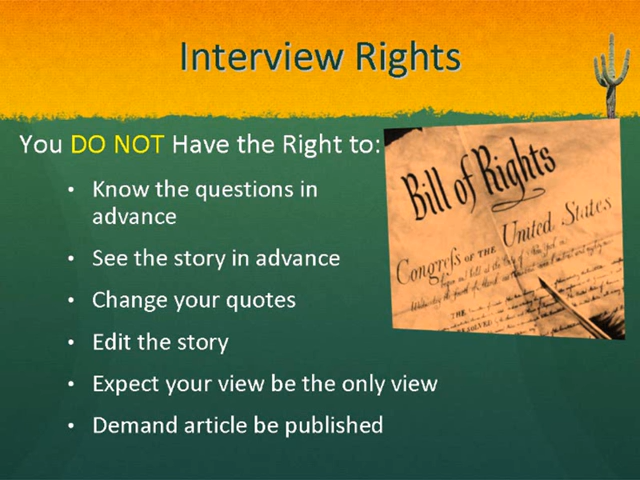 Interview Rights
You DO NOT Have the Right to:
• Know the questions in
advance
• See the story in advance
• Change your quotes
• Edit the story
• Expect your view be the only view
• Demand article be published
Bill of Rights
Congress OF THE United States